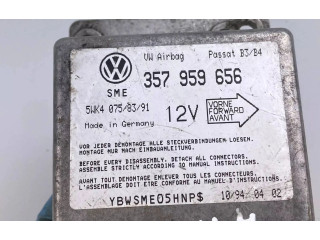 VW Airbag Passat B3/B4
SME 357 959 656
5WK4 075/83/91
Made in Germany 12V VORNE
FORWARD
AVANT
VOR JEDER DEMONTAGE ALLE STECKVERBINDUNGEN LOESEN.
MONTAGE NUR NACH REP. LEITFADEN.
BEFORE EVERY DISASSEMBLY, DETACH ALL CONNECTORS.
ASSEMBLE STRICTLY ACCORDING TO MANUAL INSTRUCTIONS.
AVANT TOUT DEMONTAGE ENLEVER TOUS LES CONNECTEURS.
L'ASSEMBLAGE DOIT ETRE CONFORME AU MANUEL D'INSTRUCTIONS.
YBWSME05HNP$ 10/94 04 02